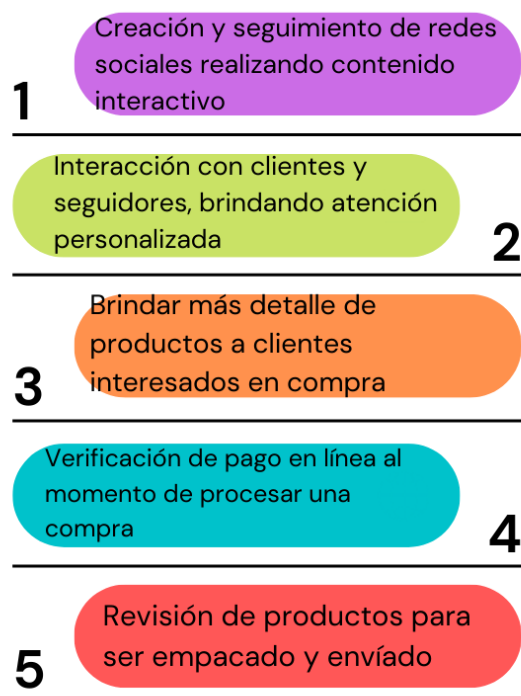 Creación y seguimiento de redes
sociales realizando contenido
interactivo
1
Interacción con clientes y
seguidores, brindando atención
personalizada
2
Brindar más detalle de
productos a clientes
interesados en compra
3
Verificación de pago en línea al
momento de procesar una
compra
4
Revisión de productos para
ser empacado y envíado
5